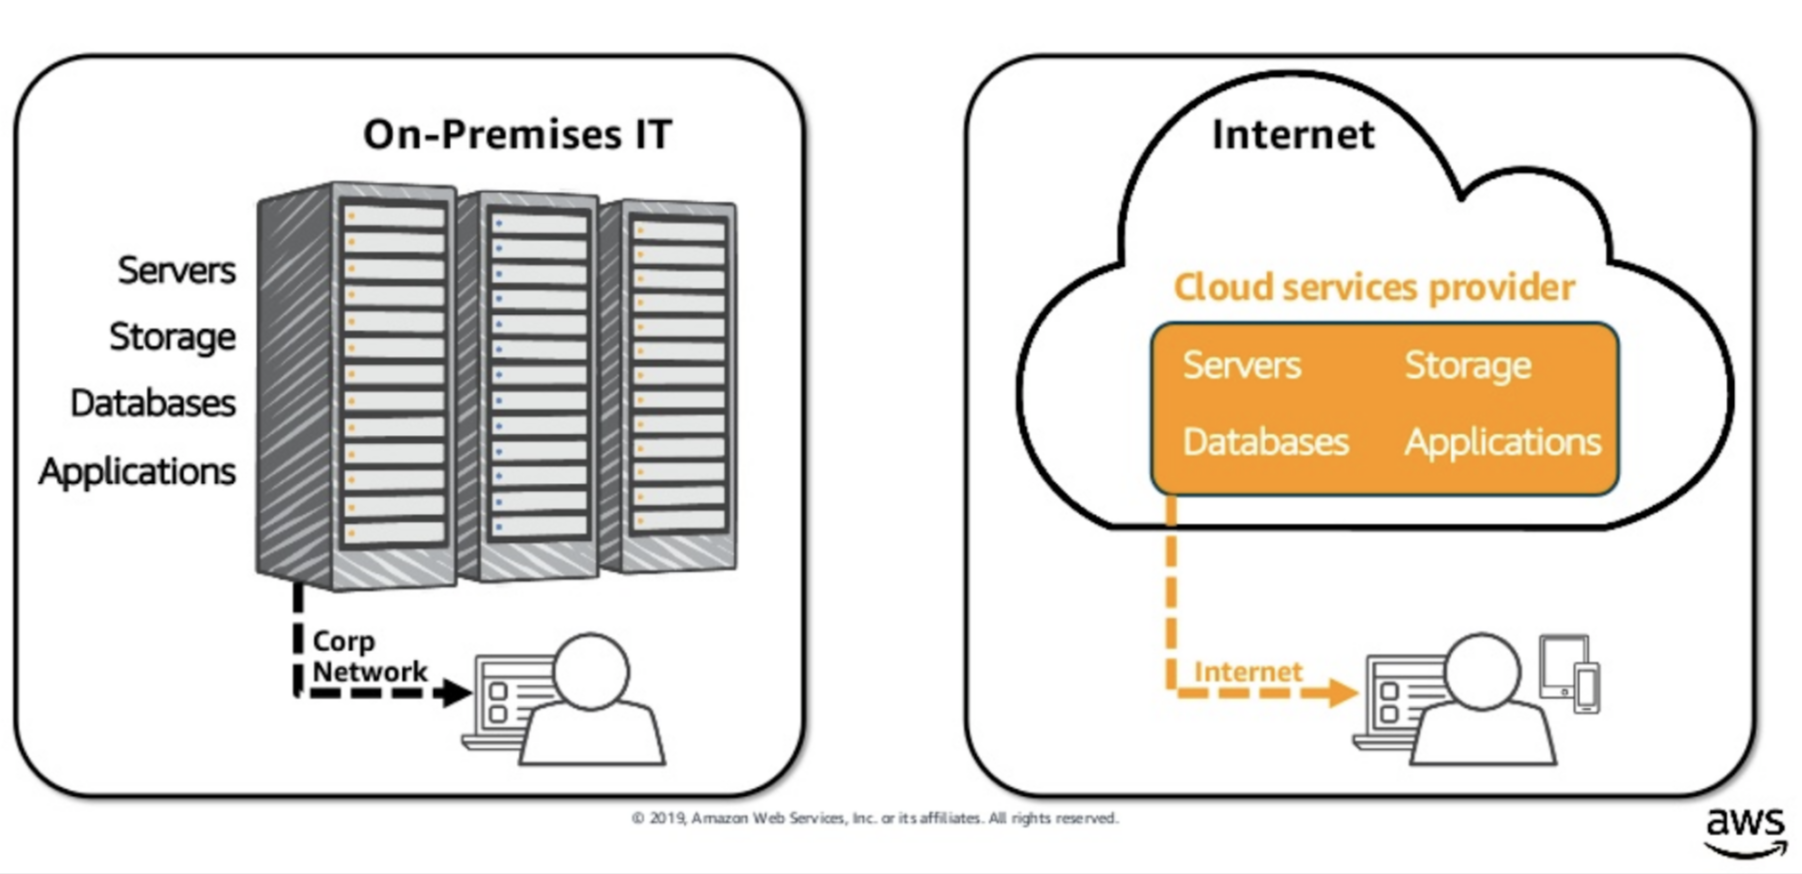 On-Premises IT
Servers
Storage
Databases
Applications
Corp
Network
Internet
Cloud services provider
Servers Storage
Databases Applications
Internet
© 2019, Amazon Web Services, Inc. or its affiliates. All rights reserved.
aws